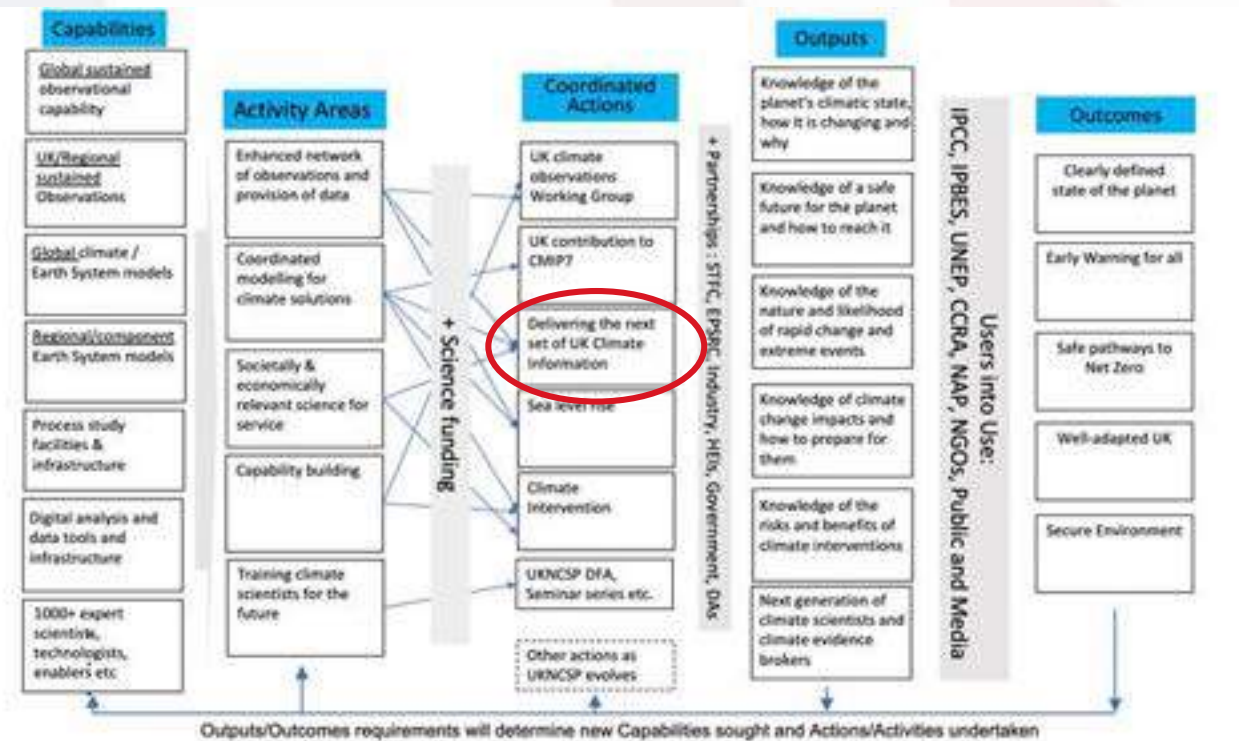 Capabilities
Global sustained
observational
capability
UK/Regional
sustained
Observations
Global climate /
Earth System models
Regional/component
Earth System models
Process study
facilities &
infrastructure
Digital analysis and
data tools and
infrastructure
1000+ expert
scientists,
technologists,
enablers etc
Activity Areas
Enhanced network
of observations and
provision of data
Coordinated
modelling for
climate solutions
Societally &
economically
relevant science for
service
Capability building
Training climate
scientists for the
future
+ Science funding
Coordinated
Actions
UK climate
observations
Working Group
UK contribution to
CMIP7
Delivering the next
set of UK Climate
Information
Sea level rise
Climate
Intervention
UKNCSP DFA,
Seminar series etc.
Other actions as
UKNCSP evolves
+ Partnerships : STFC, EPSRC, Industry, HEIs, Government, DAs
Outputs
Knowledge of the
planet's climatic state,
how it is changing and
why
Knowledge of a safe
future for the planet
and how to reach it
Knowledge of the
nature and likelihood
of rapid change and
extreme events
Knowledge of climate
change impacts and
how to prepare for
them
Knowledge of the
risks and benefits of
climate interventions
Next generation of
climate scientists and
climate evidence
brokers
Users into Use:
IPCC, IPBES, UNEP, CCRA, NAP, NGOs, Public and Media
Outcomes
Clearly defined
state of the planet
Early Warning for all
Safe pathways to
Net Zero
Well-adapted UK
Secure Environment
Outputs/Outcomes requirements will determine new Capabilities sought and Actions/Activities undertaken